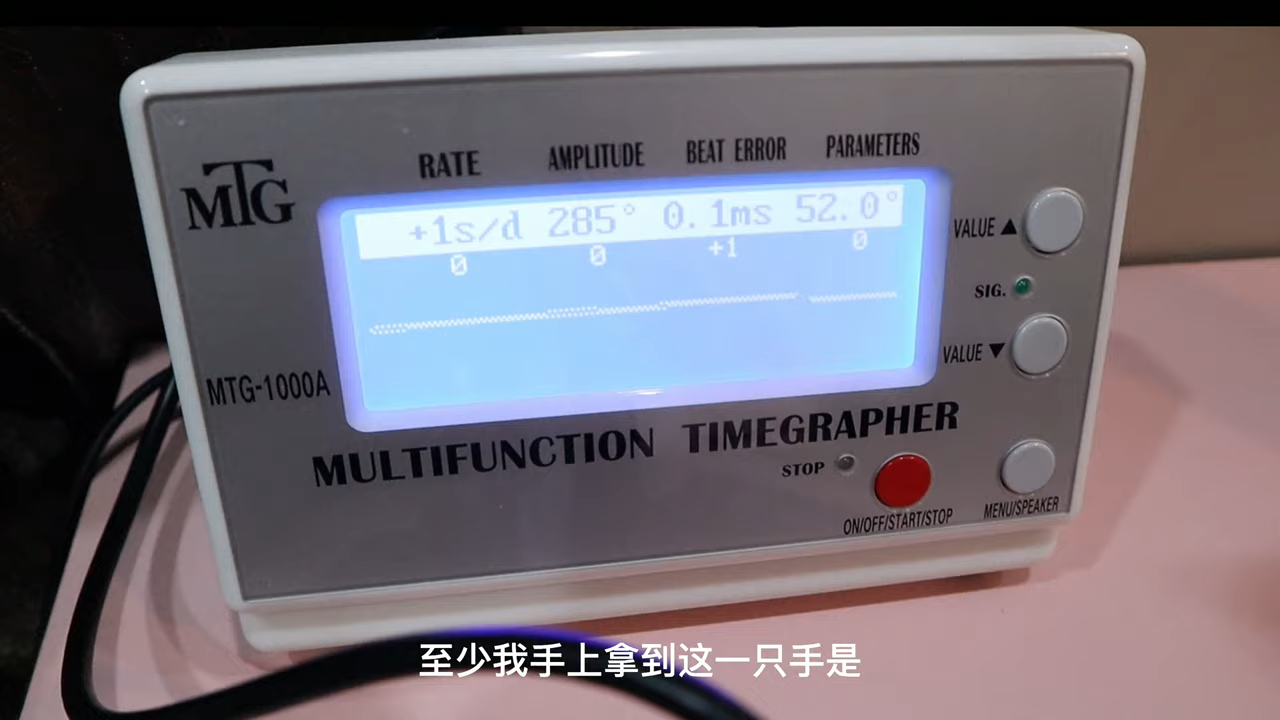 RATE AMPLITUDE BEAT ERROR PARAMETERS
MTG
+1s/d 285° 0.1ms 52.0°
0 0 +1 0
VALUE ▲
SIG.
VALUE ▼
MTG-1000A
MULTIFUNCTION TIMEGRAPHER
STOP
ON/OFF/START/STOP
MENU/SPEAKER
至少我手上拿到这一只手是